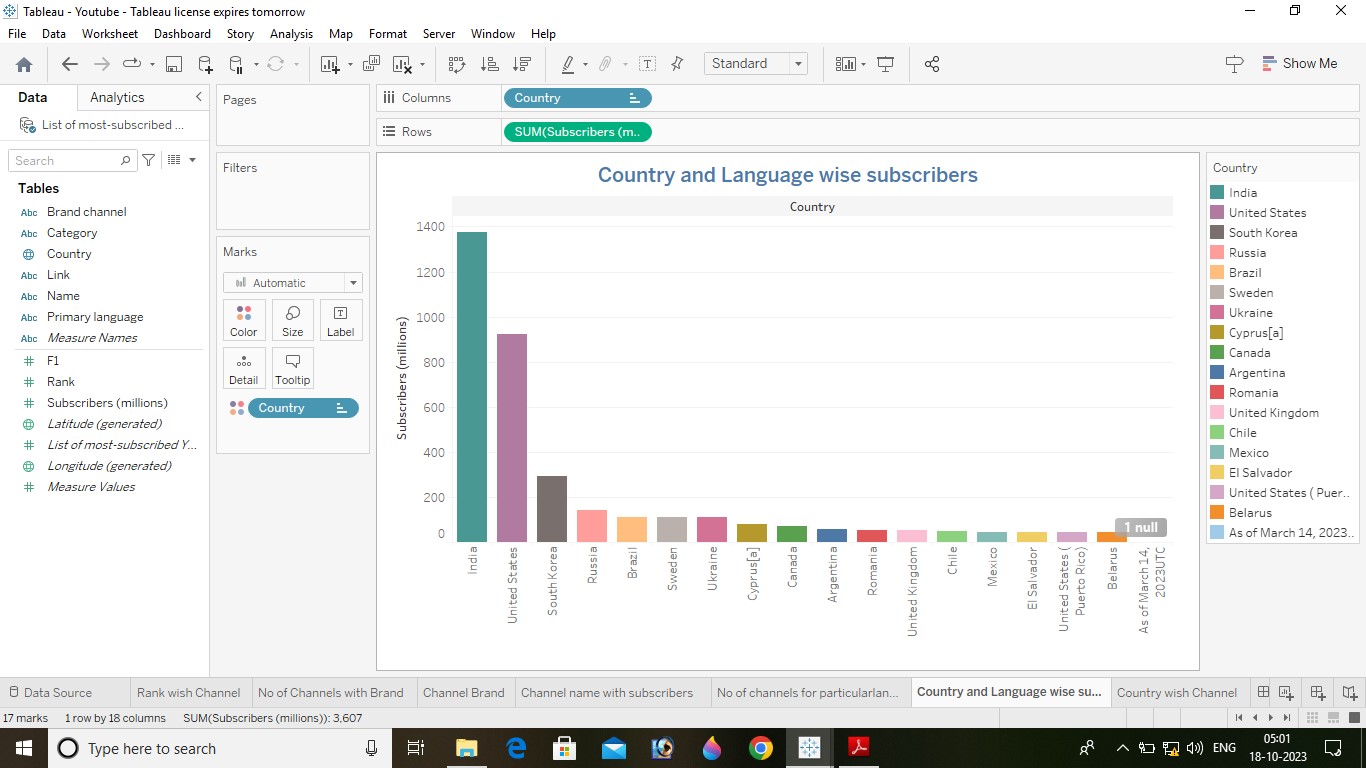 Tableau - Youtube - Tableau license expires tomorrow
File Data Worksheet Dashboard Story Analysis Map Format Server Window Help
Standard
Show Me
Data Analytics
List of most-subscribed ...
Search
Tables
Abc Brand channel
Abc Category
Country
Abc Link
Abc Name
Abc Primary language
Abc Measure Names
F1
Rank
Subscribers (millions)
Latitude (generated)
List of most-subscribed Y...
Longitude (generated)
Measure Values
Pages
Filters
Marks
Automatic
Color Size Label
Detail Tooltip
Country
Columns Country
Rows SUM(Subscribers (m..
Country and Language wise subscribers
Country
Subscribers (millions)
1400
1200
1000
800
600
400
200
0
1 null
India
United States
South Korea
Russia
Brazil
Sweden
Ukraine
Cyprus[a]
Canada
Argentina
Romania
United Kingdom
Chile
Mexico
El Salvador
United States (
Puerto Rico)
Belarus
As of March 14,
2023UTC
Country
India
United States
South Korea
Russia
Brazil
Sweden
Ukraine
Cyprus[a]
Canada
Argentina
Romania
United Kingdom
Chile
Mexico
El Salvador
United States ( Puer..
Belarus
As of March 14, 2023..
Data Source Rank wish Channel No of Channels with Brand Channel Brand Channel name with subscribers No of channels for particularlan... Country and Language wise su... Country wish Channel
17 marks 1 row by 18 columns SUM(Subscribers (millions)): 3,607
Type here to search
ENG
05:01
18-10-2023